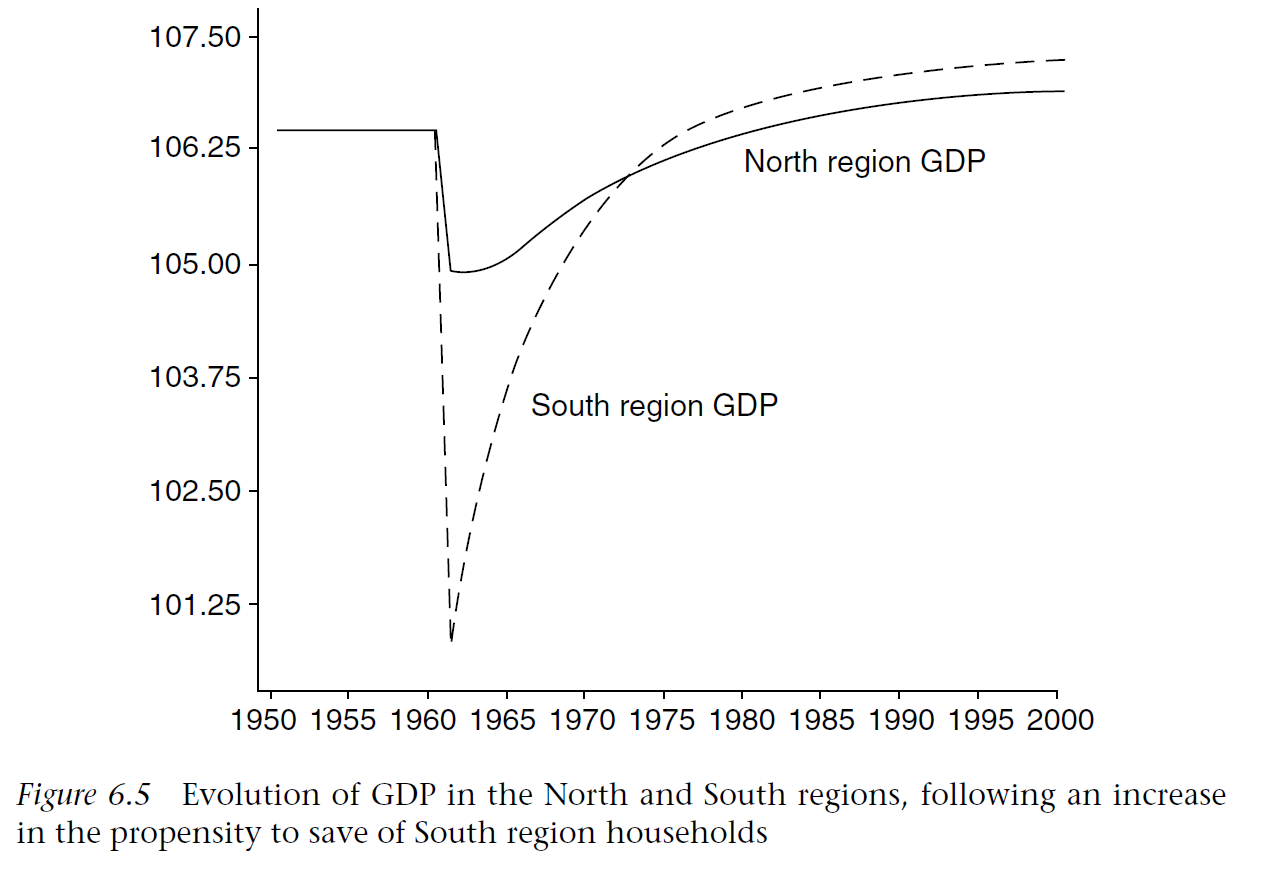 107.50
106.25
105.00
103.75
102.50
101.25
North region GDP
South region GDP
1950 1955 1960 1965 1970 1975 1980 1985 1990 1995 2000
Figure 6.5 Evolution of GDP in the North and South regions, following an increase
in the propensity to save of South region households